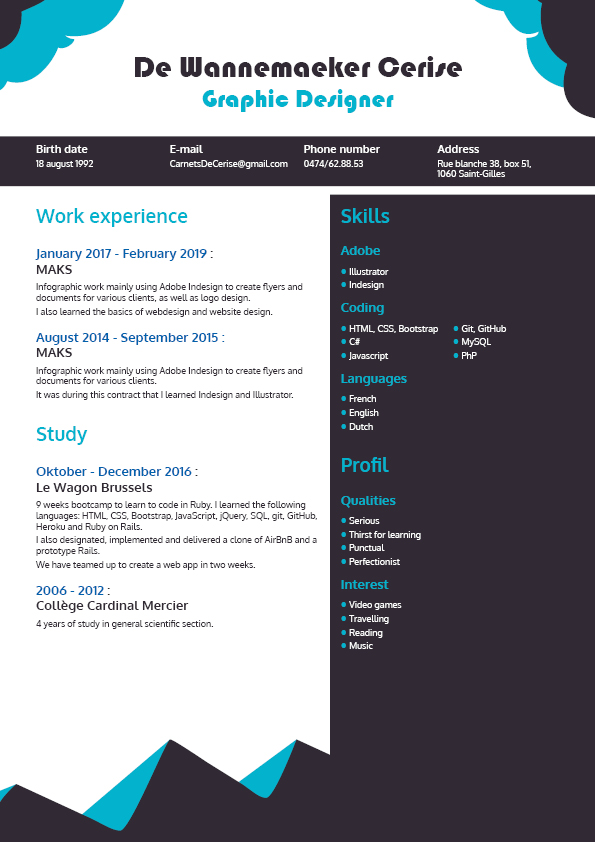 De Wannemaeker Cerise
Graphic Designer
Birth date
18 august 1992
E-mail
CarnetsDeCerise@gmail.com
Phone number
0474/62.88.53
Address
Rue blanche 38, box 51,
1060 Saint-Gilles
Work experience
January 2017 - February 2019 :
MAKS
Infographic work mainly using Adobe Indesign to create flyers and
documents for various clients, as well as logo design.
I also learned the basics of webdesign and website design.
August 2014 - September 2015 :
MAKS
Infographic work mainly using Adobe Indesign to create flyers and
documents for various clients.
It was during this contract that I learned Indesign and Illustrator.
Study
Oktober - December 2016 :
Le Wagon Brussels
9 weeks bootcamp to learn to code in Ruby. I learned the following
languages: HTML, CSS, Bootstrap, JavaScript, jQuery, SQL, git, GitHub,
Heroku and Ruby on Rails.
I also designated, implemented and delivered a clone of AirBnB and a
prototype Rails.
We have teamed up to create a web app in two weeks.
2006 - 2012 :
Collège Cardinal Mercier
4 years of study in general scientific section.
Skills
Adobe
Illustrator
Indesign
Coding
HTML, CSS, Bootstrap
C#
Javascript
Git, GitHub
MySQL
PhP
Languages
French
English
Dutch
Profil
Qualities
Serious
Thirst for learning
Punctual
Perfectionist
Interest
Video games
Travelling
Reading
Music